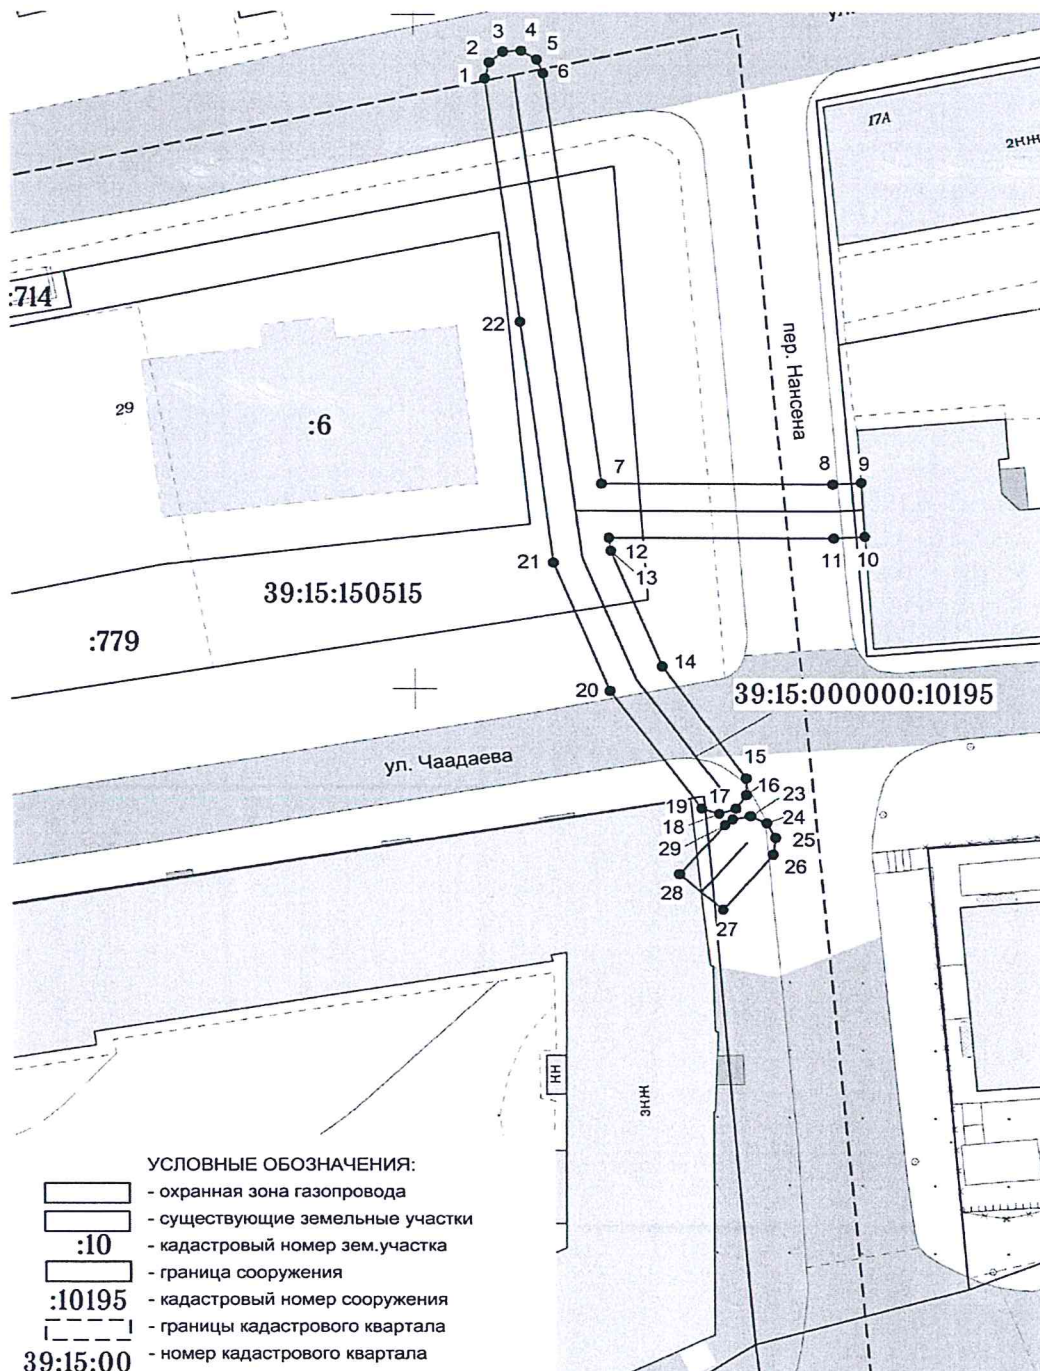 ул.
3 4
2 5
1 6
17А
2КЖ
:714
22
пер. Нансена
29
:6
7 8 9
12 11 10
13
21
39:15:150515
:779
14
20
39:15:000000:10195
ул. Чаадаева
15
16
19 17 23
18 24
29 25
26
28
27
КН
3КЖ
УСЛОВНЫЕ ОБОЗНАЧЕНИЯ:
- охранная зона газопровода
- существующие земельные участки
:10 - кадастровый номер зем.участка
- граница сооружения
:10195 - кадастровый номер сооружения
- границы кадастрового квартала
39:15:00 - номер кадастрового квартала